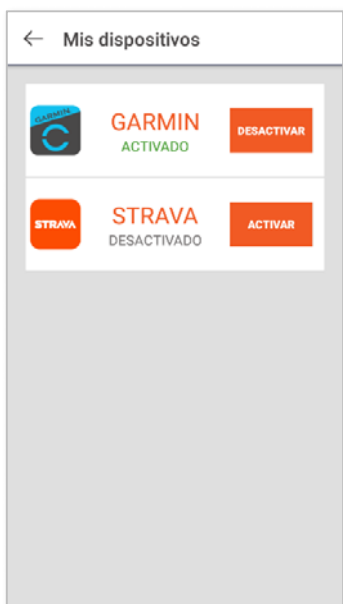 Mis dispositivos
GARMIN
GARMIN
ACTIVADO
DESACTIVAR
STRAVA
STRAVA
DESACTIVADO
ACTIVAR